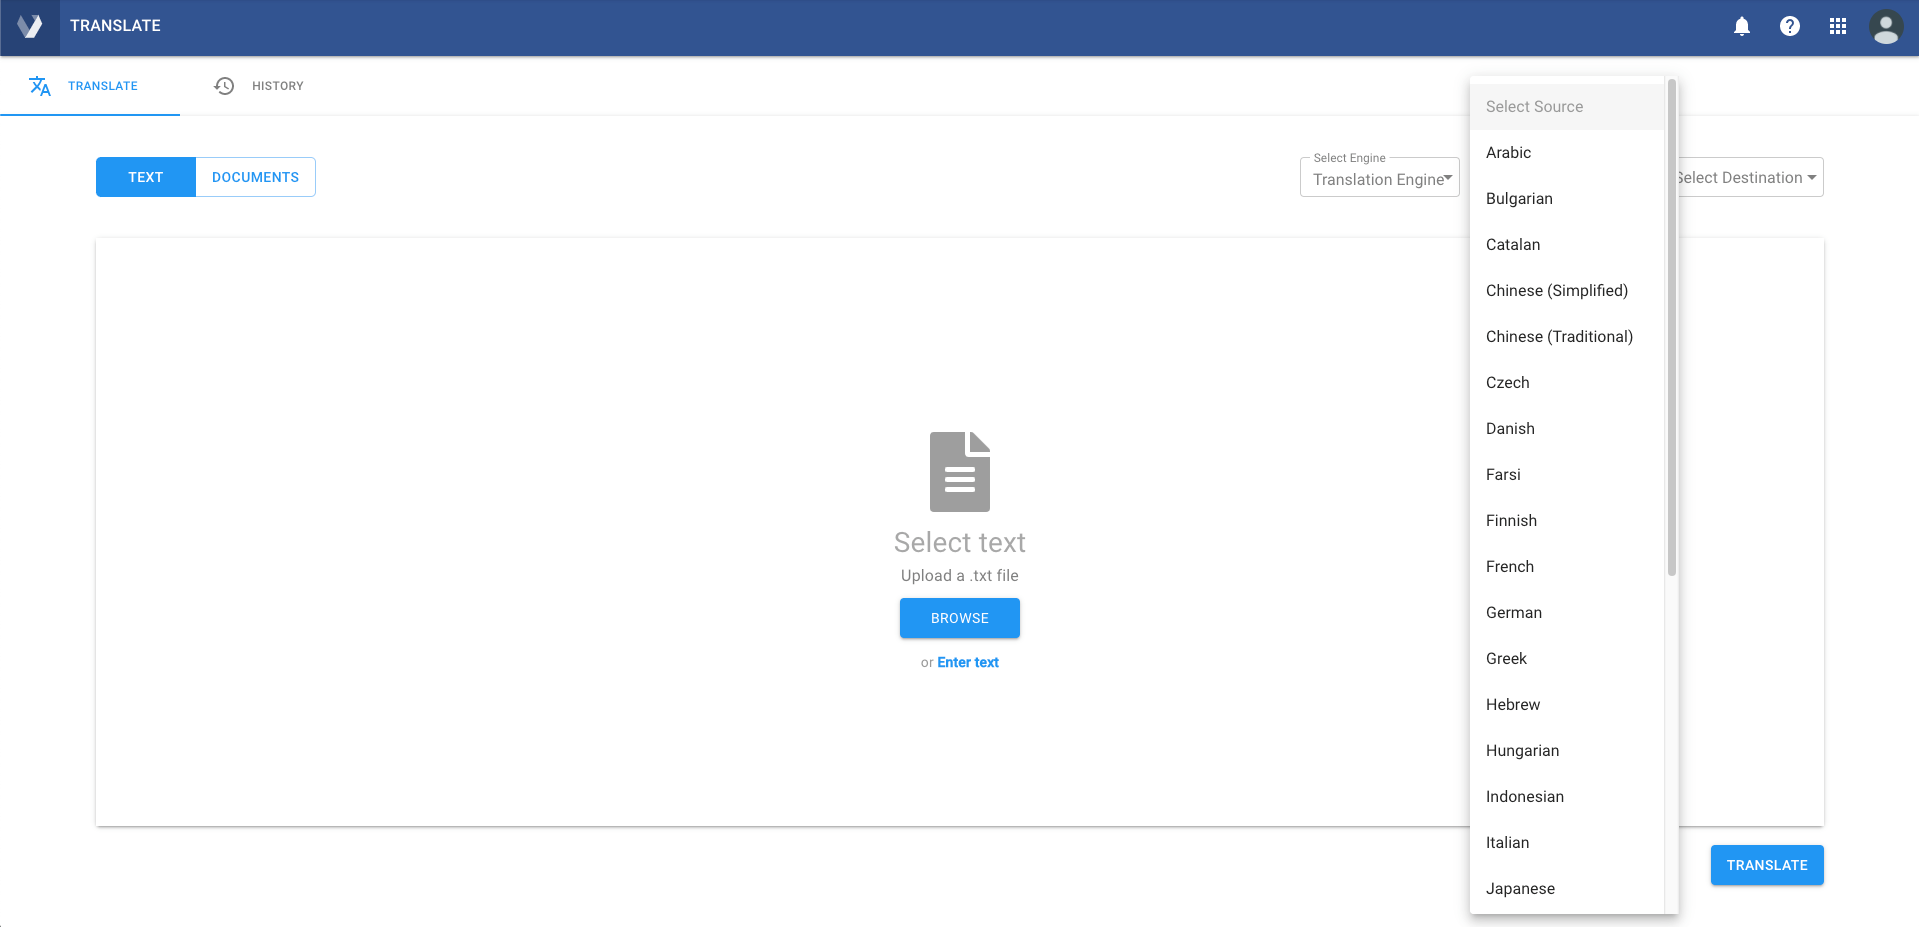 TRANSLATE
TRANSLATE
HISTORY
TEXT
DOCUMENTS
Select Engine
Translation Engine
Select Destination
Select Source
Arabic
Bulgarian
Catalan
Chinese (Simplified)
Chinese (Traditional)
Czech
Danish
Farsi
Finnish
French
German
Greek
Hebrew
Hungarian
Indonesian
Italian
Japanese
Select text
Upload a .txt file
BROWSE
or Enter text
TRANSLATE